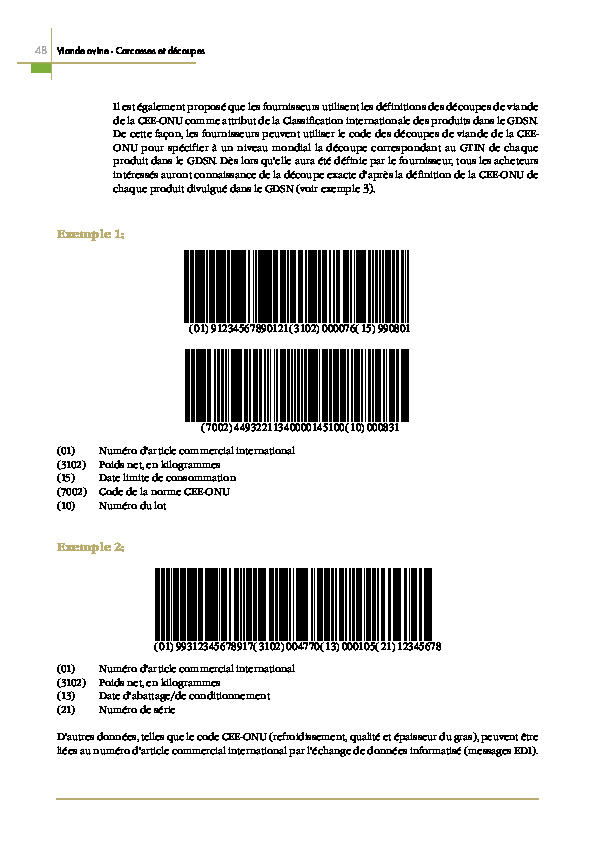 48 Viande ovine - Carcasses et découpes
Il est également proposé que les fournisseurs utilisent les définitions des découpes de viande
de la CEE-ONU comme attribut de la Classification internationale des produits dans le GDSN.
De cette façon, les fournisseurs peuvent utiliser le code des découpes de viande de la CEE-
ONU pour spécifier à un niveau mondial la découpe correspondant au GTIN de chaque
produit dans le GDSN. Dès lors qu'elle aura été définie par le fournisseur, tous les acheteurs
intéressés auront connaissance de la découpe exacte d'après la définition de la CEE-ONU de
chaque produit divulgué dans le GDSN (voir exemple 3).
Exemple 1:
(01) 91234567890121(3102) 000076(15) 990801
(7002) 44932211340000145100(10) 000831
(01) Numéro d'article commercial international
(3102) Poids net, en kilogrammes
(15) Date limite de consommation
(7002) Code de la norme CEE-ONU
(10) Numéro du lot
Exemple 2:
(01) 99312345678917(3102) 004770(13) 000105(21) 12345678
(01) Numéro d'article commercial international
(3102) Poids net, en kilogrammes
(13) Date d'abattage/de conditionnement
(21) Numéro de série
D'autres données, telles que le code CEE-ONU (refroidissement, qualité et épaisseur du gras), peuvent être
liées au numéro d'article commercial international par l'échange de données informatisé (messages EDI).